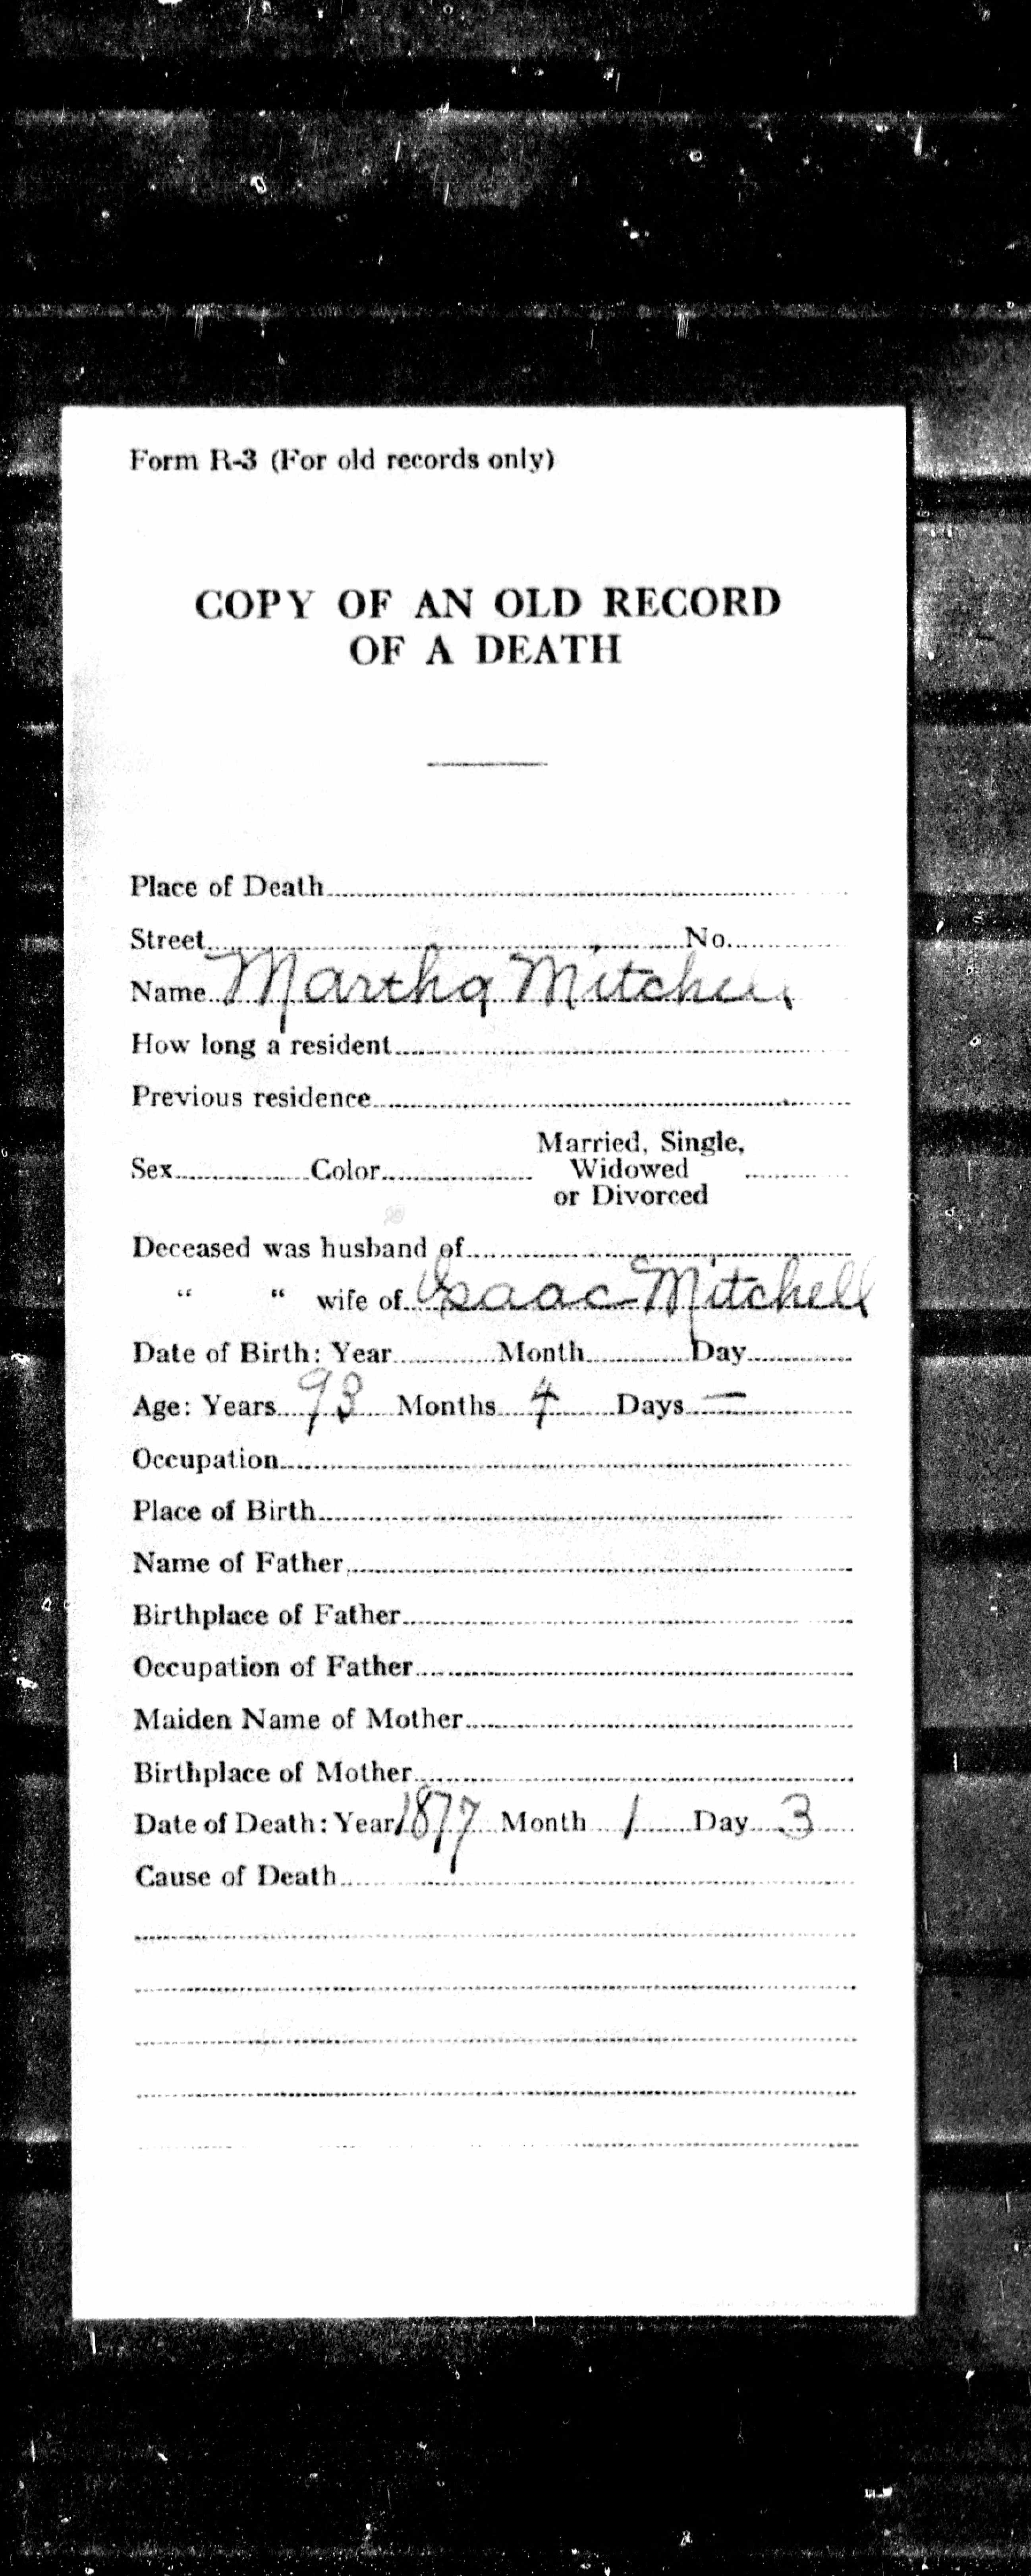 Form R-3 (For old records only)
COPY OF AN OLD RECORD
OF A DEATH
Place of Death
Street No.
Name Martha Mitchell
How long a resident
Previous residence
Sex Color Married, Single,
Widowed
or Divorced
Deceased was husband of
“ “ wife of Isaac Mitchell
Date of Birth: Year Month Day
Age: Years 93 Months 4 Days —
Occupation
Place of Birth
Name of Father
Birthplace of Father
Occupation of Father
Maiden Name of Mother
Birthplace of Mother
Date of Death: Year 1877 Month 1 Day 3
Cause of Death